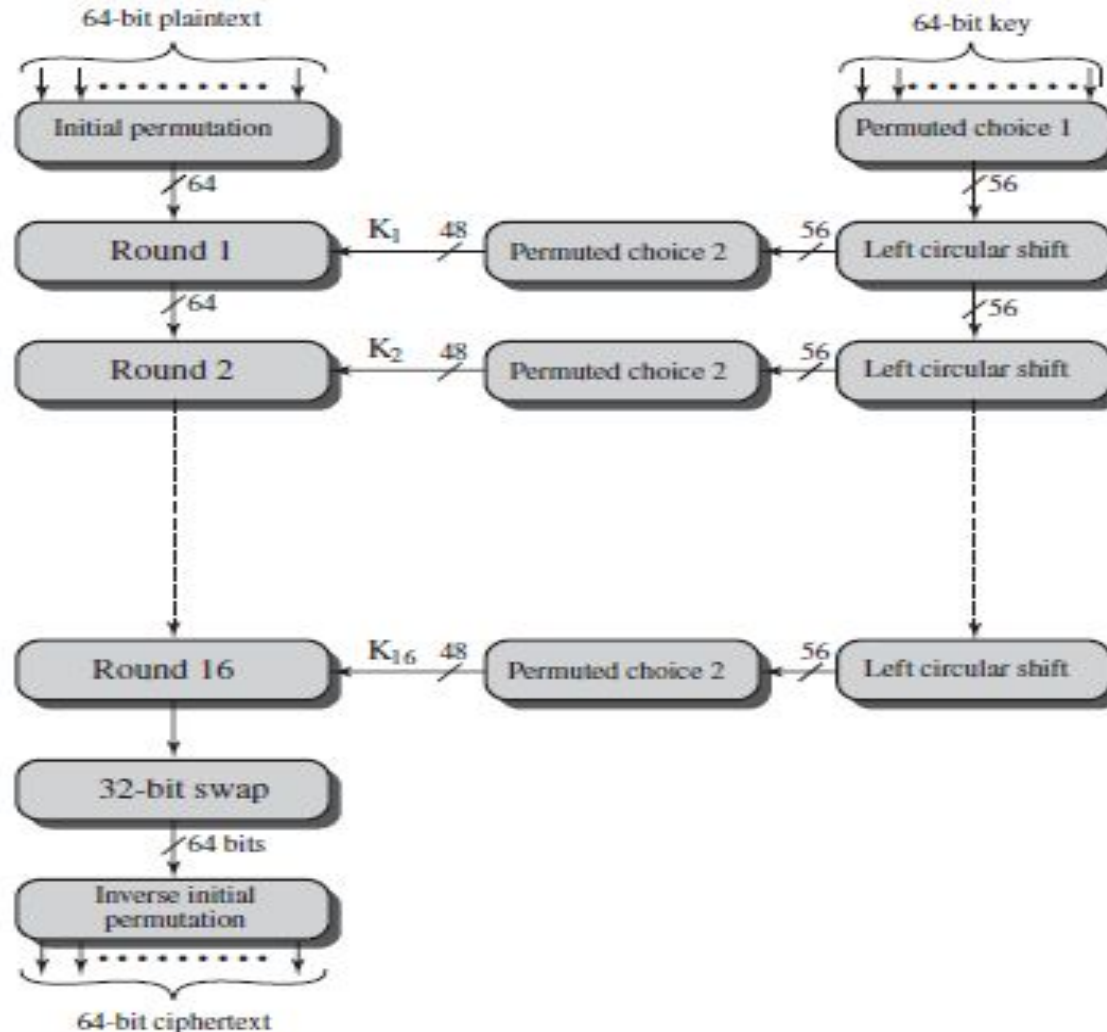 64-bit plaintext
64-bit key
Initial permutation
Permuted choice 1
64
56
Round 1
K1
48
Permuted choice 2
56
Left circular shift
64
56
Round 2
K2
48
Permuted choice 2
56
Left circular shift
Round 16
K16
48
Permuted choice 2
56
Left circular shift
32-bit swap
64 bits
Inverse initial
permutation
64-bit ciphertext